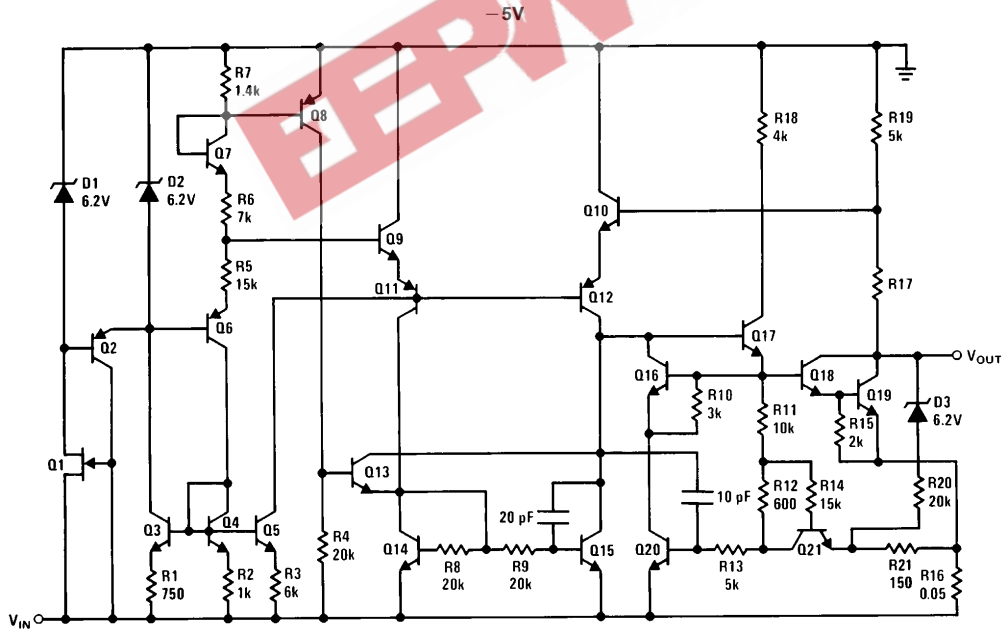 −5V
EEPW
R7
1.4k
Q8
R18
4k
R19
5k
Q7
D1
6.2V
D2
6.2V
R6
7k
Q10
Q9
R5
15k
Q11
Q12
R17
Q2
Q6
Q17
VOUT
Q16
Q18
R10
3k
R11
10k
Q19
R15
2k
D3
6.2V
Q1
Q13
10 pF
R12
600
R14
15k
R20
20k
Q3
Q4
Q5
R4
20k
20 pF
Q14
R8
20k
R9
20k
Q15
Q20
R13
5k
Q21
R21
150
R16
0.05
R1
750
R2
1k
R3
6k
VIN